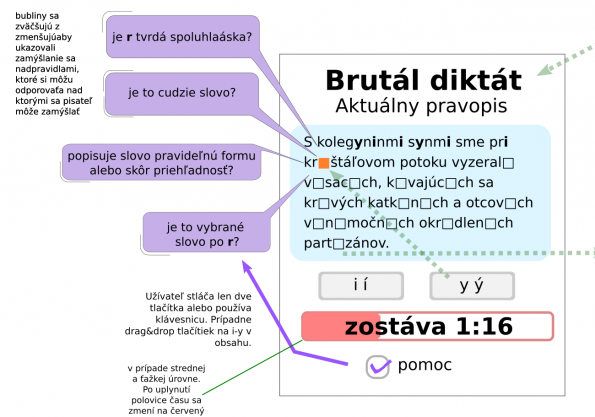 bubliny sa
zväčšujú z
zmenšujúaby
ukazovali
zamýšlanie sa
nadpravidlami,
ktoré si môžu
odporovaťa nad
ktorými sa pisateľ
môže zamýšlať
je r tvrdá spoluhlaáska?
je to cudzie slovo?
popisuje slovo pravideľnú formu
alebo skôr priehľadnosť?
je to vybrané
slovo po r?
Brutál diktát
Aktuálny pravopis
S kolegyninmi synmi sme pri
kr□štáľovom potoku vyzeral□
v□sac□ch, k□vajúc□ch sa
kr□vých katk□n□ch a otcov□ch
v□n□močn□ch okr□dlen□ch
part□zánov.
i í
y ý
zostáva 1:16
pomoc
Užívateľ stláča len dve
tlačítka alebo používa
klávesnicu. Prípadne
drag&drop tlačítiek na i-y v
obsahu.
v prípade strednej
a ťažkej úrovne.
Po uplynutí
polovice času sa
zmení na červený